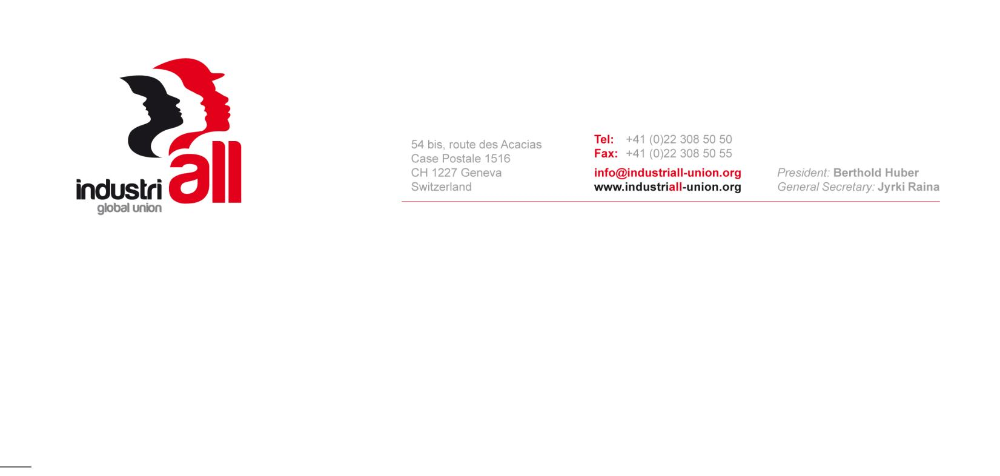 industriall
global union
54 bis, route des Acacias
Case Postale 1516
CH 1227 Geneva
Switzerland
Tel: +41 (0)22 308 50 50
Fax: +41 (0)22 308 50 55
info@industriall-union.org
www.industriall-union.org
President: Berthold Huber
General Secretary: Jyrki Raina